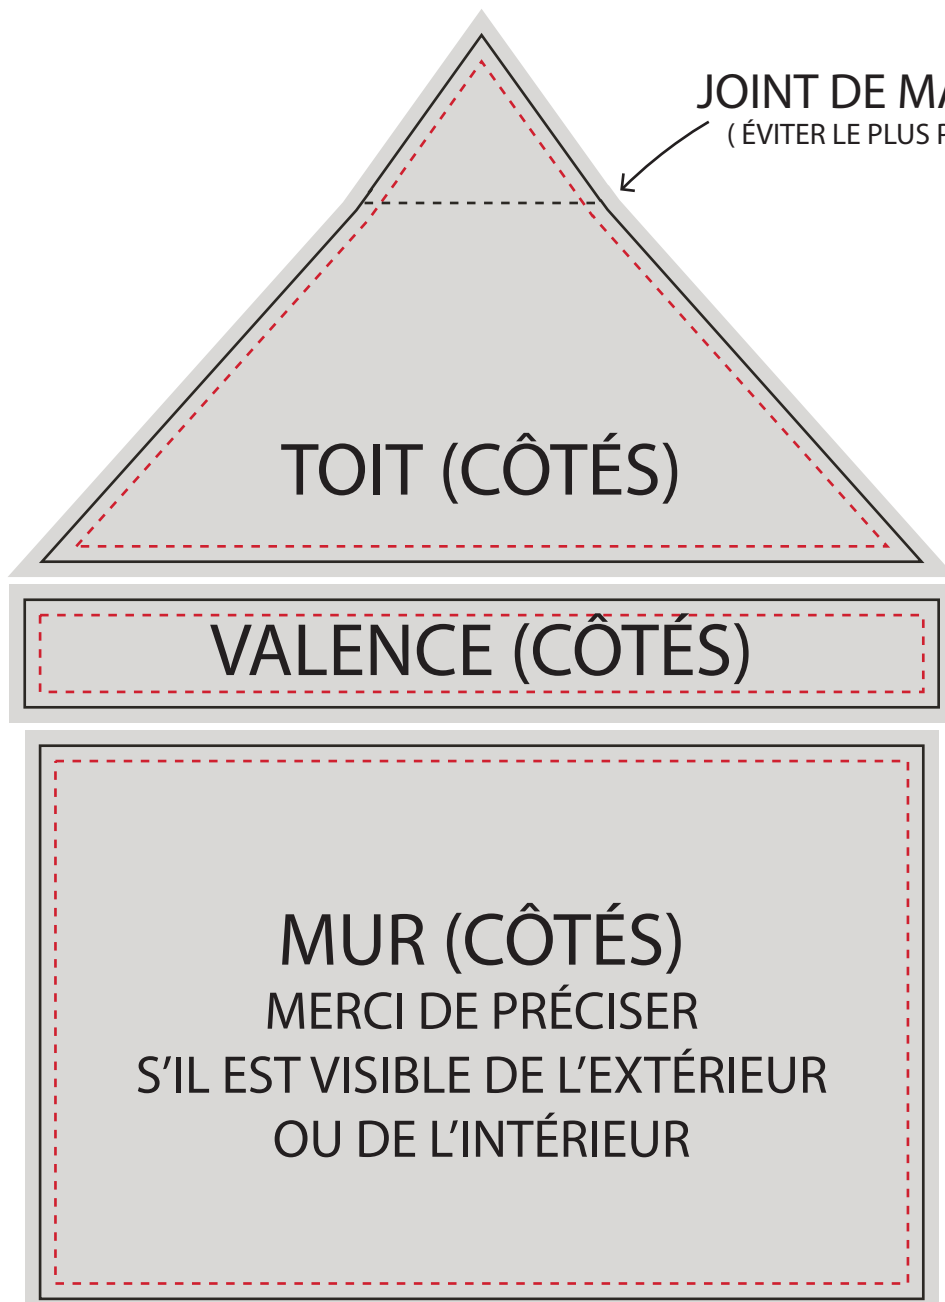 JOINT DE
( ÉVITER LE PLUS
TOIT (CÔTÉS)
VALENCE (CÔTÉS)
MUR (CÔTÉS)
MERCI DE PRÉCISER
S'IL EST VISIBLE DE L'EXTÉRIEUR
OU DE L'INTÉRIEUR